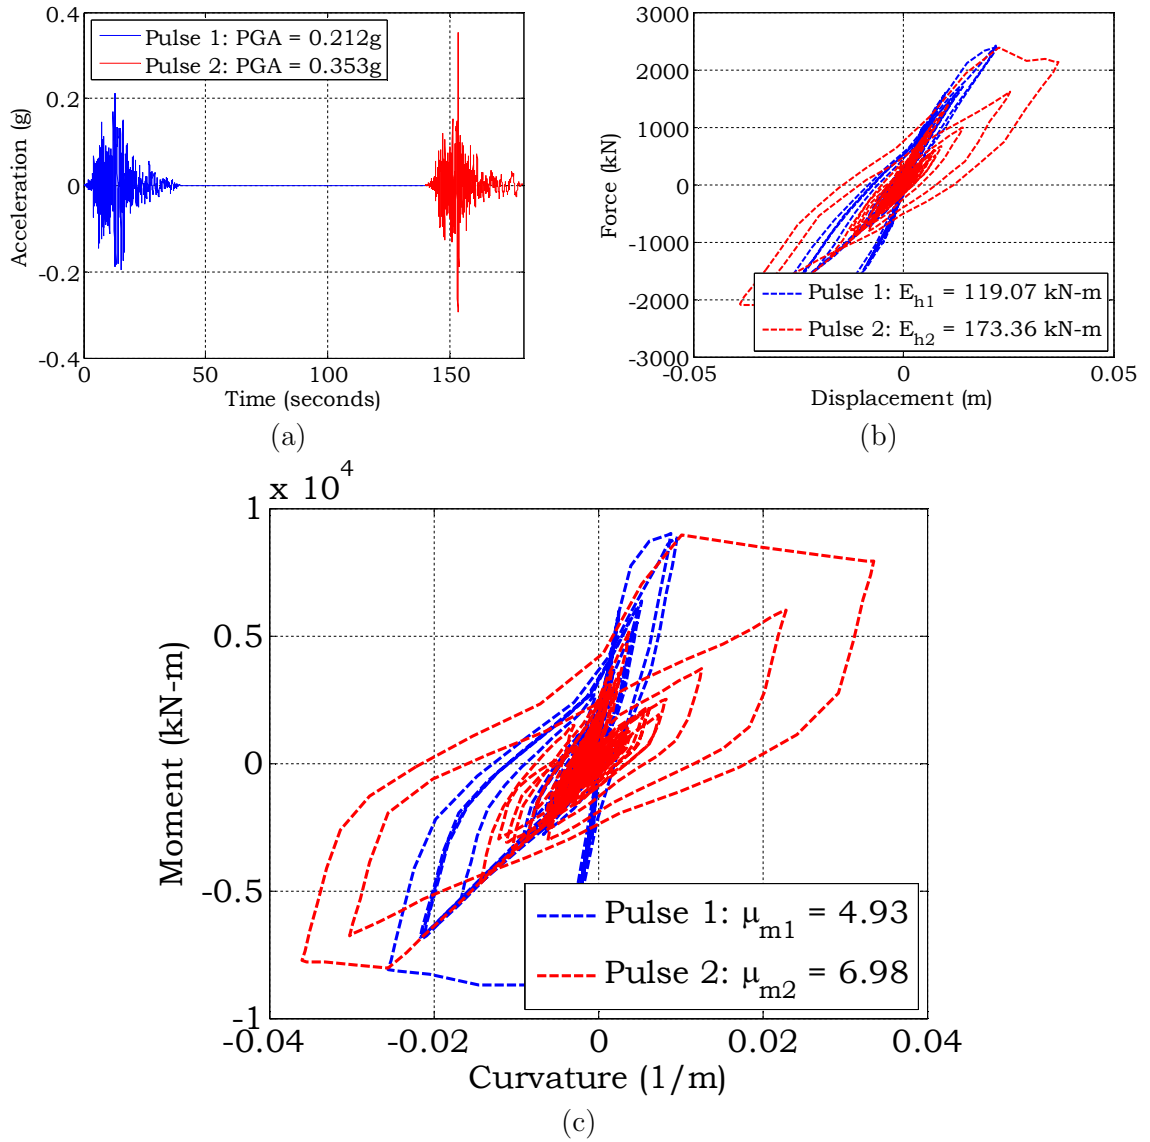 0.4
0.2
0
-0.2
-0.4
Acceleration (g)
Pulse 1: PGA = 0.212g
Pulse 2: PGA = 0.353g
0 50 100 150
Time (seconds)
(a)
3000
2000
1000
0
-1000
-2000
-3000
Force (kN)
Pulse 1: E_h1 = 119.07 kN-m
Pulse 2: E_h2 = 173.36 kN-m
-0.05 0 0.05
Displacement (m)
(b)
x 10^4
1
0.5
0
-0.5
-1
Moment (kN-m)
Pulse 1: μ_m1 = 4.93
Pulse 2: μ_m2 = 6.98
-0.04 -0.02 0 0.02 0.04
Curvature (1/m)
(c)